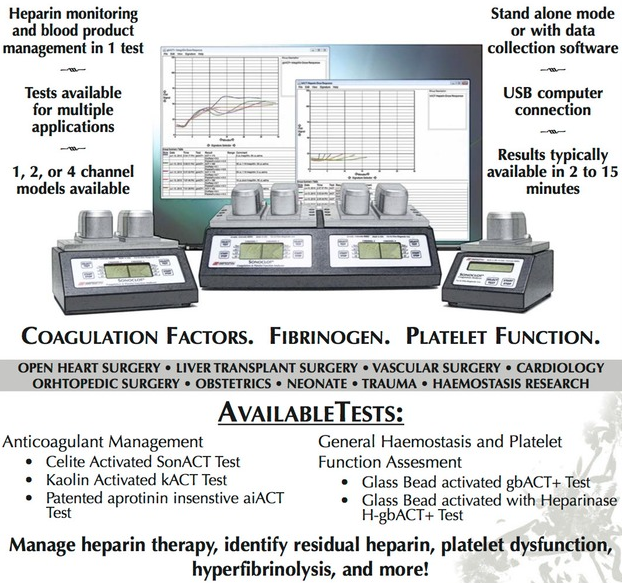 Heparin monitoring
and blood product
management in 1 test
Tests available
for multiple
applications
1, 2, or 4 channel
models available
Stand alone mode
or with data
collection software
USB computer
connection
Results typically
available in 2 to 15
minutes
SONOCLOT
SONOCLOT
SONOCLOT
COAGULATION FACTORS. FIBRINOGEN. PLATELET FUNCTION.
OPEN HEART SURGERY • LIVER TRANSPLANT SURGERY • VASCULAR SURGERY • CARDIOLOGY
ORHTOPEDIC SURGERY • OBSTETRICS • NEONATE • TRAUMA • HAEMOSTASIS RESEARCH
AVAILABLETESTS:
Anticoagulant Management
• Celite Activated SonACT Test
• Kaolin Activated kACT Test
• Patented aprotinin insenstive aiACT
Test
General Haemostasis and Platelet
Function Assesment
• Glass Bead activated gbACT+ Test
• Glass Bead activated with Heparinase
H-gbACT+ Test
Manage heparin therapy, identify residual heparin, platelet dysfunction,
hyperfibrinolysis, and more!